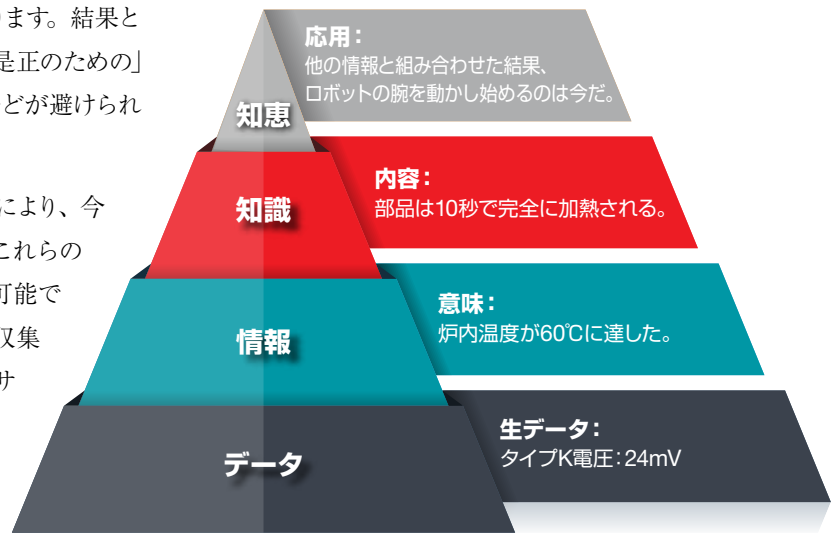 ります。結果と
是正のための」
どが避けられ
により、今
これらの
可能で
収集
サ
知恵
応用：
他の情報と組み合わせた結果、
ロボットの腕を動かし始めるのは今だ。
知識
内容：
部品は10秒で完全に加熱される。
情報
意味：
炉内温度が60℃に達した。
データ
生データ：
タイプK電圧：24mV